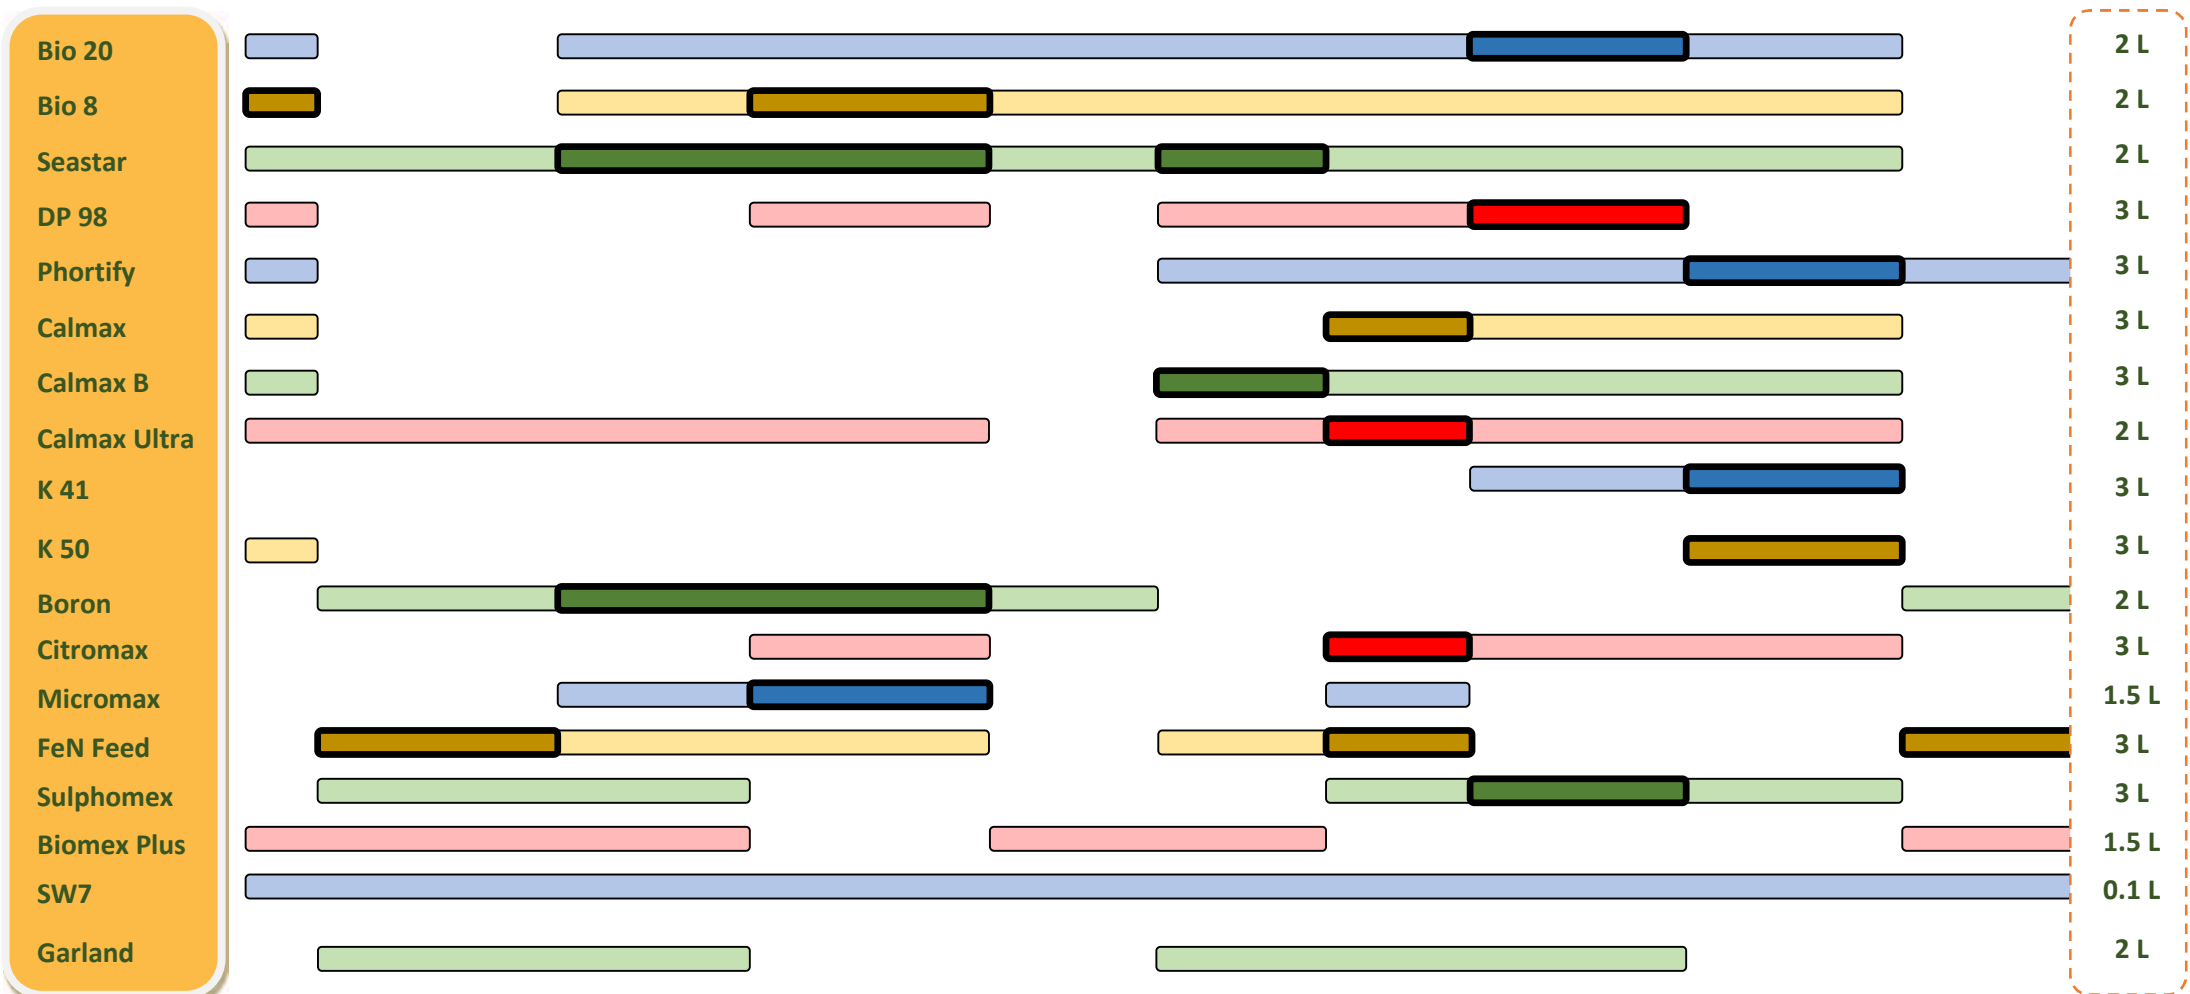 Bio 20 2 L
Bio 8 2 L
Seastar 2 L
DP 98 3 L
Phortify 3 L
Calmax 3 L
Calmax B 3 L
Calmax Ultra 2 L
K 41 3 L
K 50 3 L
Boron 2 L
Citromax 3 L
Micromax 1.5 L
FeN Feed 3 L
Sulphomex 3 L
Biomex Plus 1.5 L
SW7 0.1 L
Garland 2 L